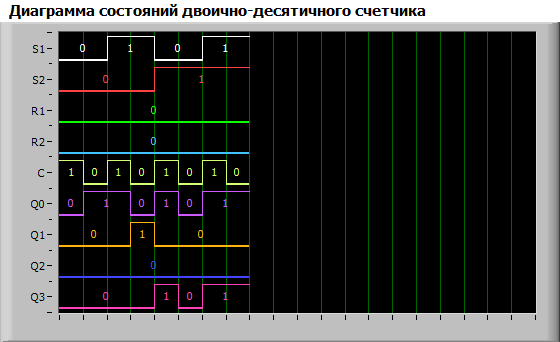 Диаграмма состояний двоично-десятичного счетчика
S1 0 1 0 1
S2 0 1
R1 0
R2 0
C 1 0 1 0 1 0 1 0
Q0 0 1 0 1 0 1
Q1 0 1 0
Q2 0
Q3 0 1 0 1